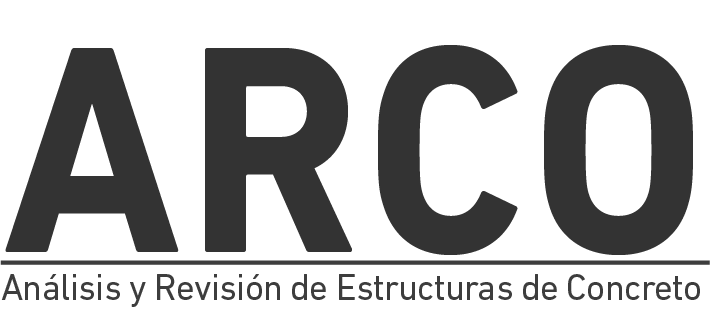 ARCO
Análisis y Revisión de Estructuras de Concreto